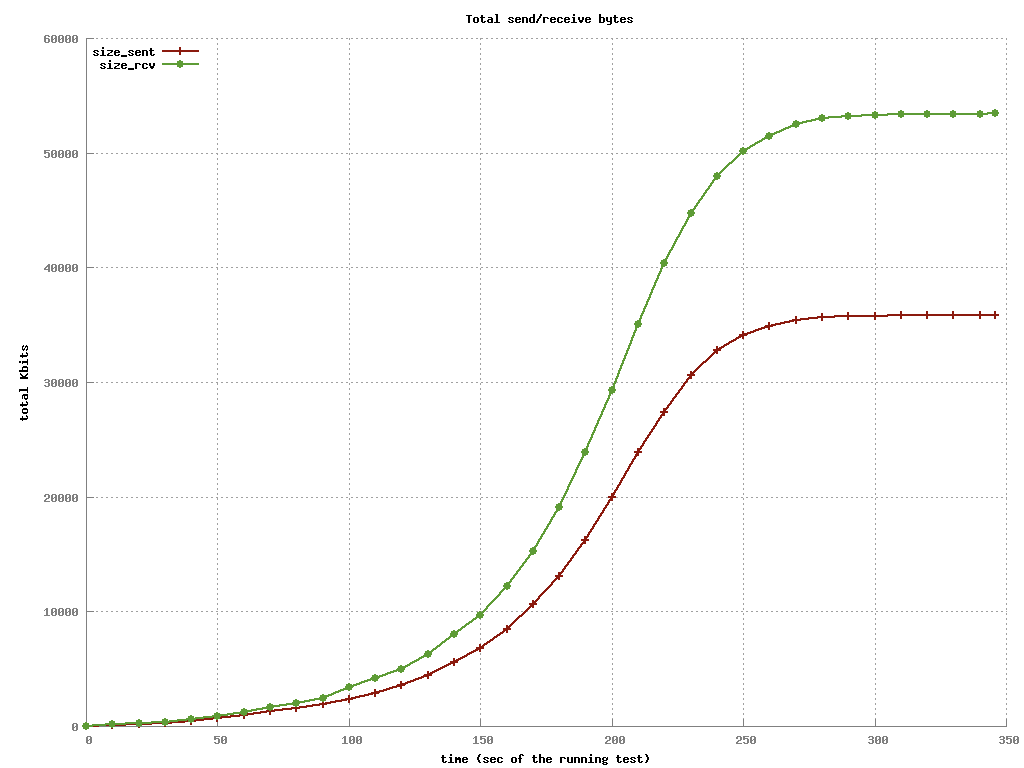 Total send/receive bytes
60000
size_sent
size_rcv
50000
40000
total Kbits
30000
20000
10000
0
0 50 100 150 200 250 300 350
time (sec of the running test)